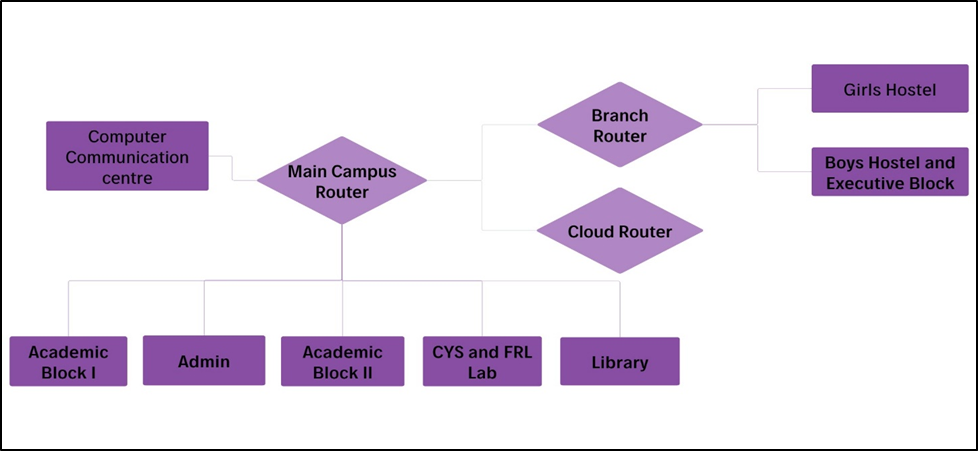 Computer
Communication
centre
Main Campus
Router
Branch
Router
Cloud Router
Girls Hostel
Boys Hostel and
Executive Block
Academic
Block I
Admin
Academic
Block II
CYS and FRL
Lab
Library